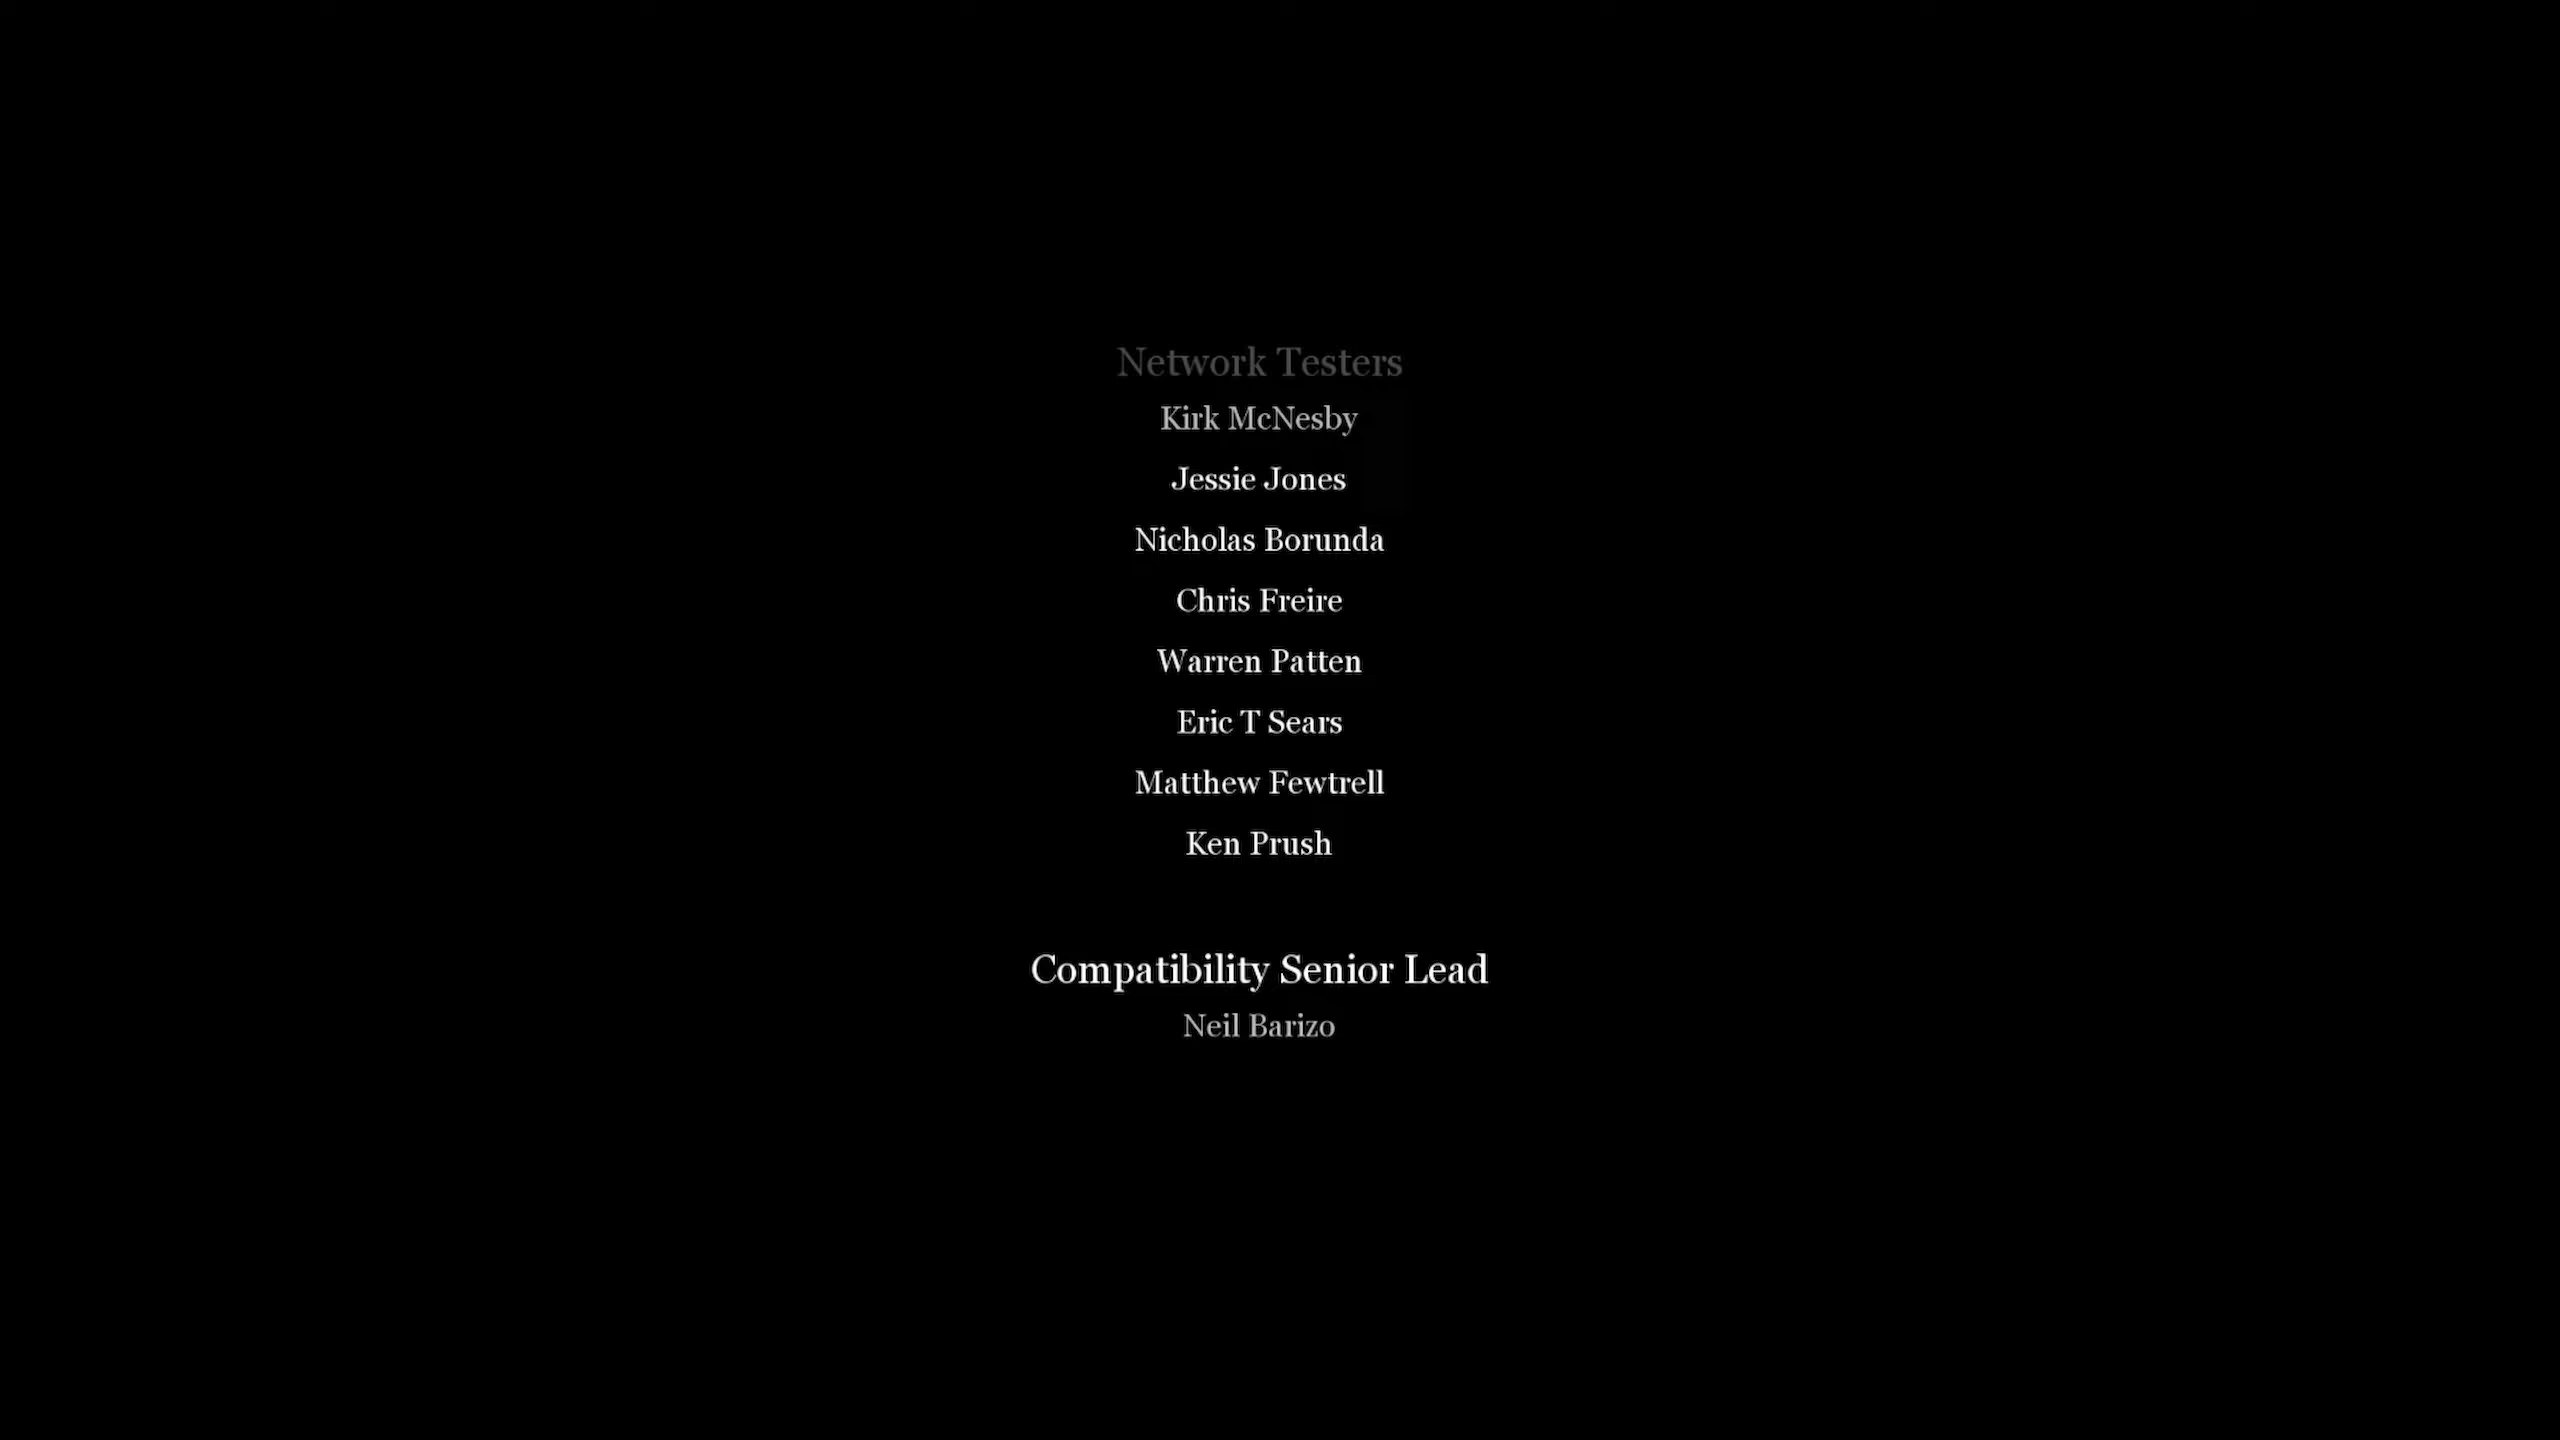 Network Testers
Kirk McNesby
Jessie Jones
Nicholas Borunda
Chris Freire
Warren Patten
Eric T Sears
Matthew Fewtrell
Ken Prush
Compatibility Senior Lead
Neil Barizo